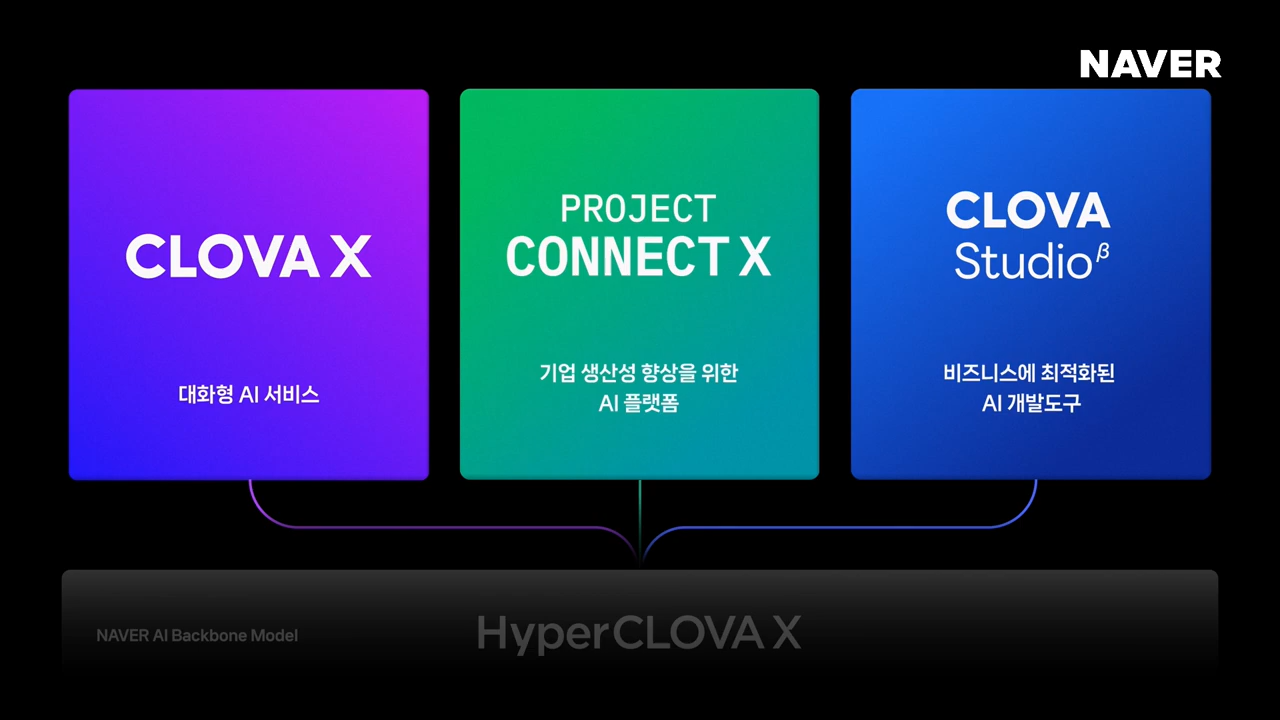 NAVER
CLOVA X
대화형 AI 서비스
PROJECT
CONNECT X
기업 생산성 향상을 위한
AI 플랫폼
CLOVA
Studioᵝ
비즈니스에 최적화된
AI 개발도구
NAVER AI Backbone Model
HyperCLOVA X